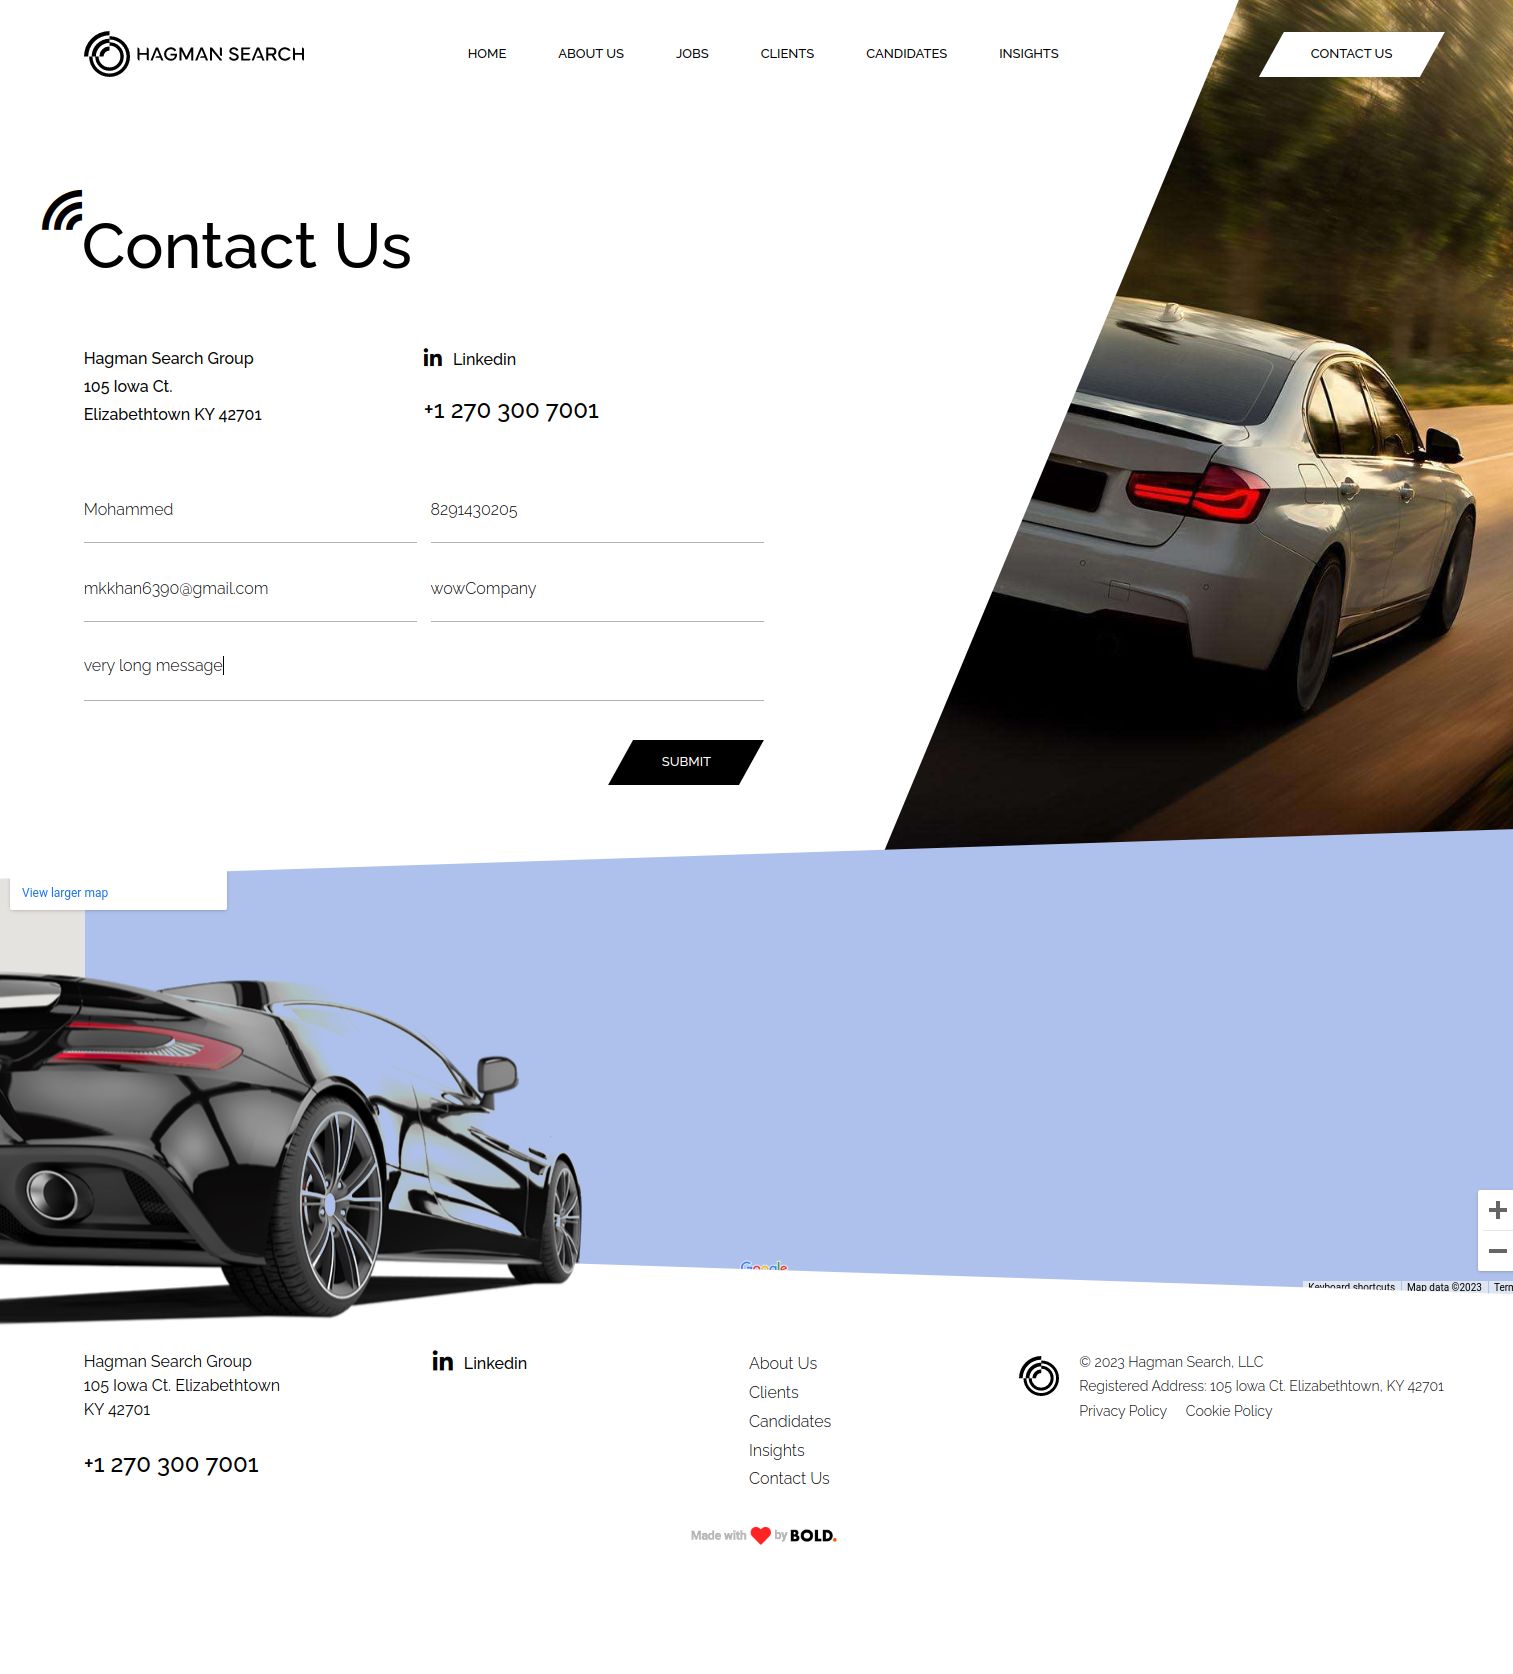 HAGMAN SEARCH
HOME
ABOUT US
JOBS
CLIENTS
CANDIDATES
INSIGHTS
CONTACT US
Contact Us
Hagman Search Group
105 Iowa Ct.
Elizabethtown KY 42701
in Linkedin
+1 270 300 7001
Mohammed
8291430205
mkkhan6390@gmail.com
wowCompany
very long message
SUBMIT
View larger map
Google
Keyboard shortcuts
Map data ©2023
Hagman Search Group
105 Iowa Ct. Elizabethtown
KY 42701
+1 270 300 7001
in Linkedin
About Us
Clients
Candidates
Insights
Contact Us
© 2023 Hagman Search, LLC
Registered Address: 105 Iowa Ct. Elizabethtown, KY 42701
Privacy Policy Cookie Policy
Made with by BOLD.